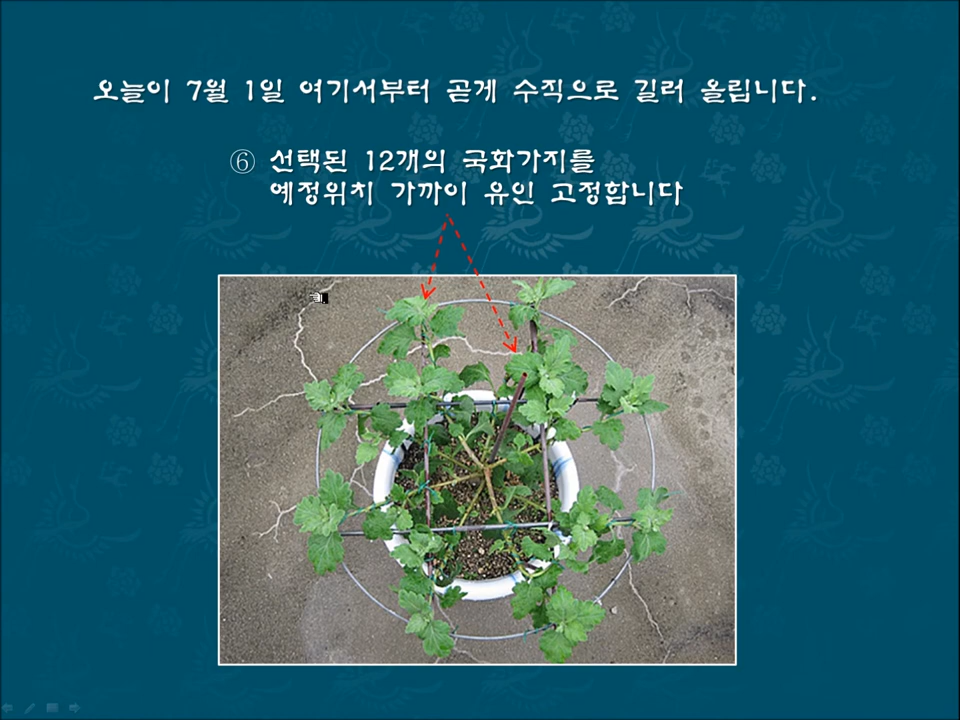 오늘이 7월 1일 여기서부터 곧게 수직으로 길러 올립니다.
⑥ 선택된 12개의 국화가지를
예정위치 가까이 유인 고정합니다